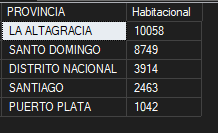 PROVINCIA Habitacional
LA ALTAGRACIA 10058
SANTO DOMINGO 8749
DISTRITO NACIONAL 3914
SANTIAGO 2463
PUERTO PLATA 1042